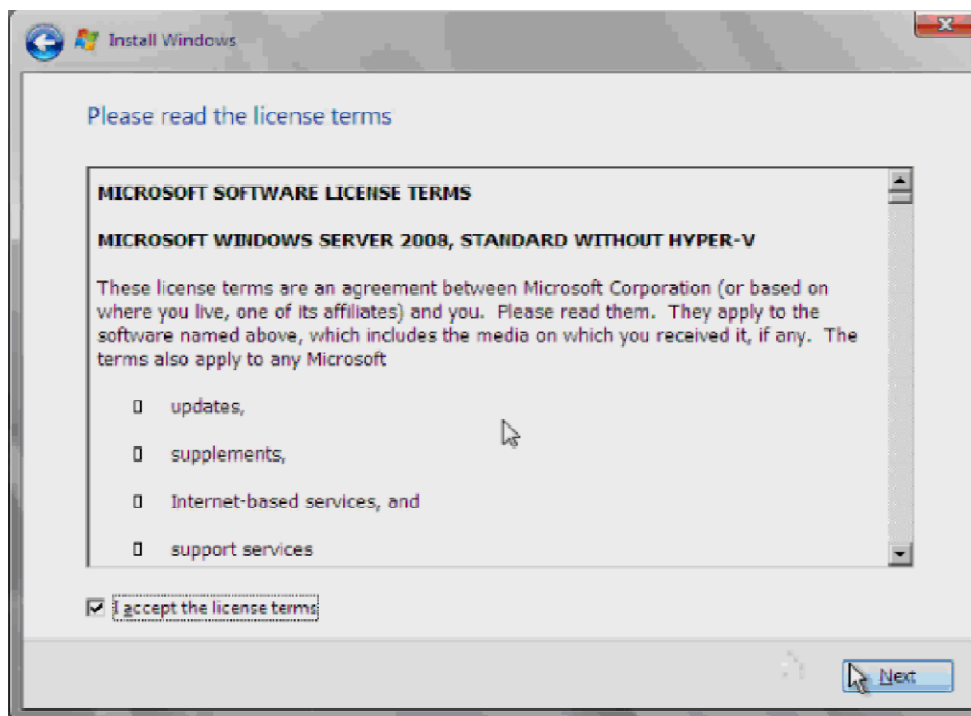 Install Windows
Please read the license terms
MICROSOFT SOFTWARE LICENSE TERMS
MICROSOFT WINDOWS SERVER 2008, STANDARD WITHOUT HYPER-V
These license terms are an agreement between Microsoft Corporation (or based on
where you live, one of its affiliates) and you.  Please read them.  They apply to the
software named above, which includes the media on which you received it, if any.  The
terms also apply to any Microsoft
updates,
supplements,
Internet-based services, and
support services
I accept the license terms
Next